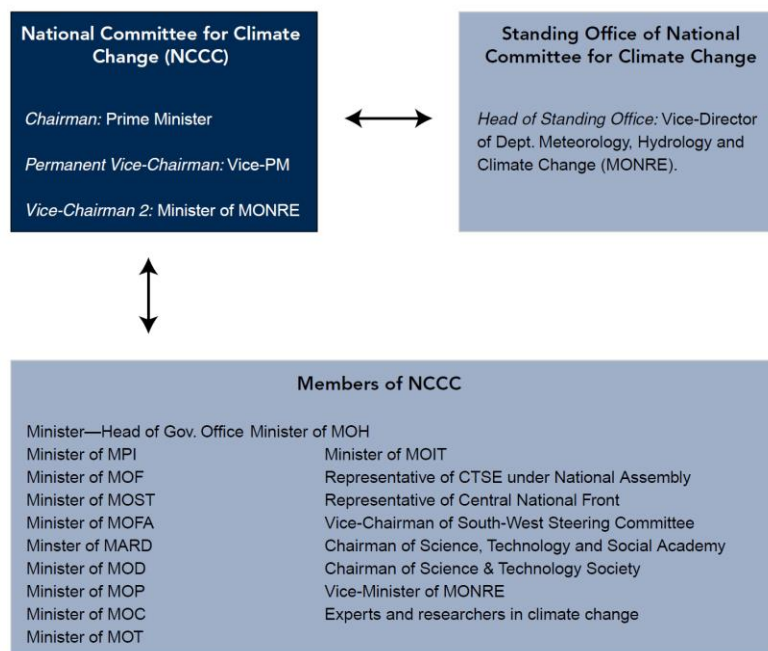 National Committee for Climate
Change (NCCC)
Chairman: Prime Minister
Permanent Vice-Chairman: Vice-PM
Vice-Chairman 2: Minister of MONRE
Standing Office of National
Committee for Climate Change
Head of Standing Office: Vice-Director
of Dept. Meteorology, Hydrology and
Climate Change (MONRE).
Members of NCCC
Minister—Head of Gov. Office Minister of MOH
Minister of MPI Minister of MOIT
Minister of MOF Representative of CTSE under National Assembly
Minister of MOST Representative of Central National Front
Minister of MOFA Vice-Chairman of South-West Steering Committee
Minster of MARD Chairman of Science, Technology and Social Academy
Minister of MOD Chairman of Science & Technology Society
Minister of MOP Vice-Minister of MONRE
Minister of MOC Experts and researchers in climate change
Minister of MOT